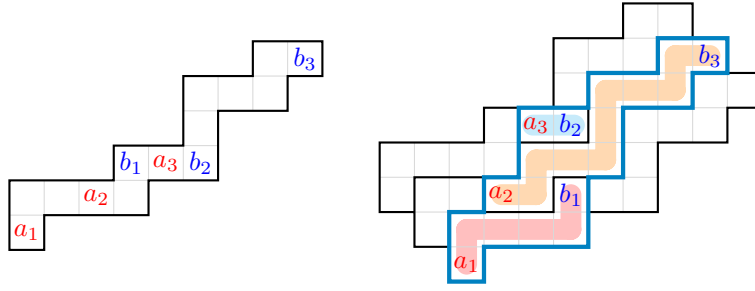 b₃
b₁ a₃ b₂
a₂
a₁
b₃
a₃ b₂
a₂ b₁
a₁